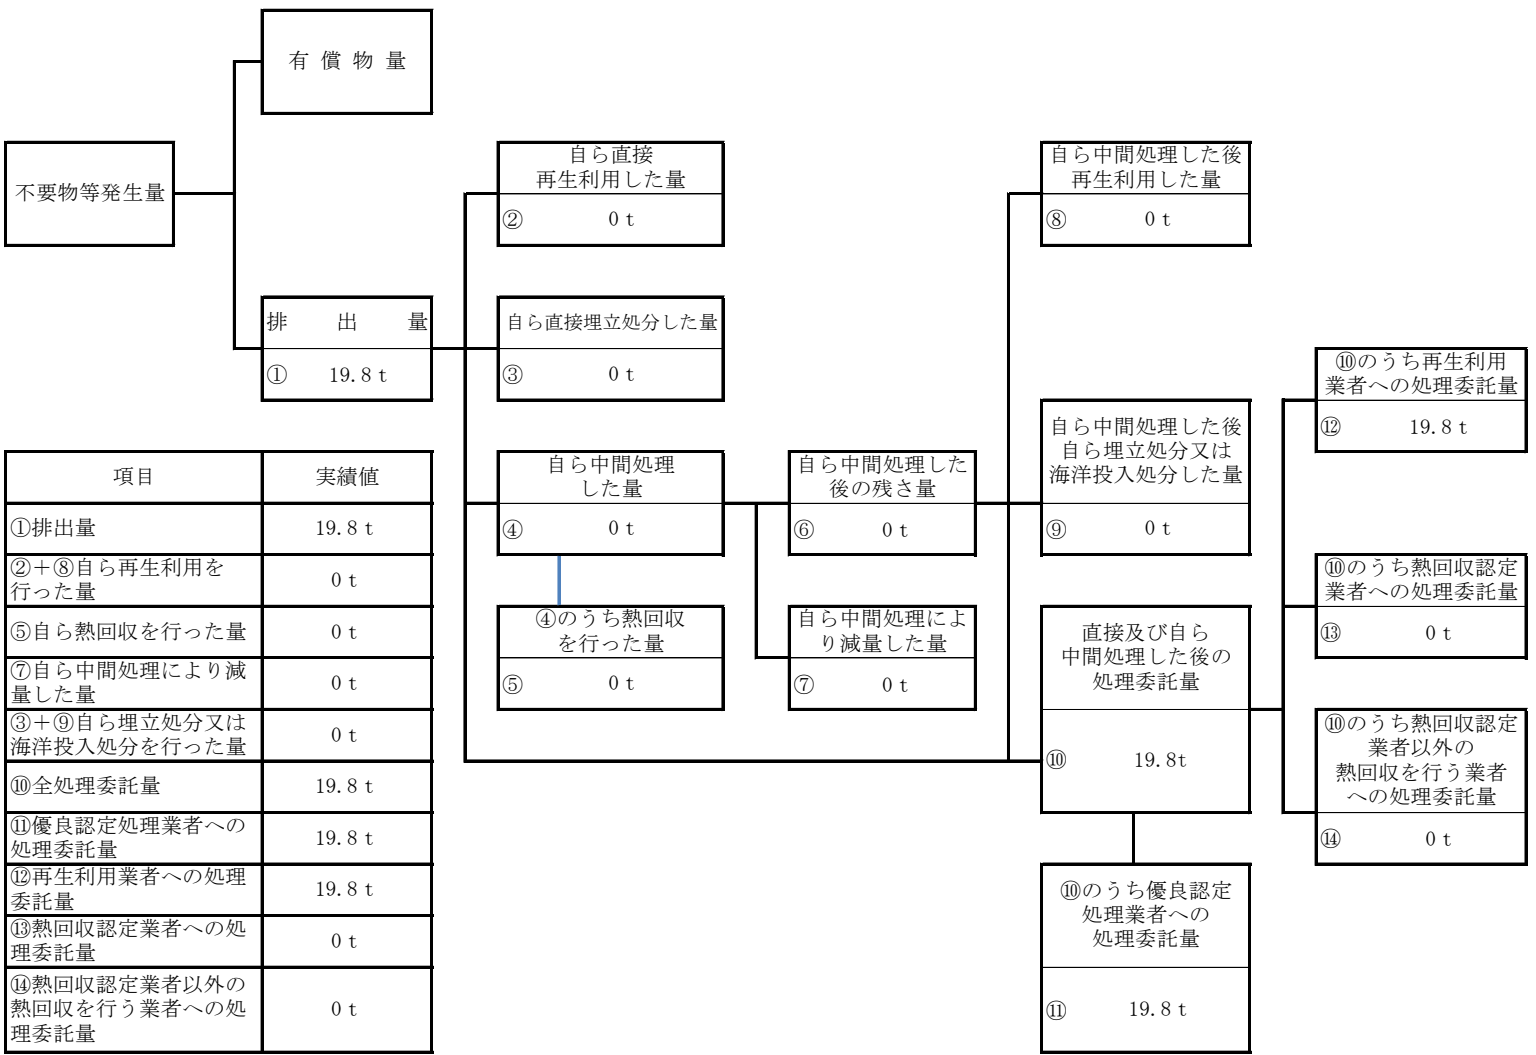 有 償 物 量
不要物等発生量
自ら直接
再生利用した量
② 0 t
自ら中間処理した後
再生利用した量
⑧ 0 t
排 出 量
① 19.8 t
自ら直接埋立処分した量
③ 0 t
⑩のうち再生利用
業者への処理委託量
⑫ 19.8 t
自ら中間処理した後
自ら埋立処分又は
海洋投入処分した量
⑨ 0 t
自ら中間処理
した量
④ 0 t
自ら中間処理した
後の残さ量
⑥ 0 t
⑩のうち熱回収認定
業者への処理委託量
⑬ 0 t
④のうち熱回収
を行った量
⑤ 0 t
自ら中間処理によ
り減量した量
⑦ 0 t
直接及び自ら
中間処理した後の
処理委託量
⑩ 19.8t
⑩のうち熱回収認定
業者以外の
熱回収を行う業者
への処理委託量
⑭ 0 t
⑩のうち優良認定
処理業者への
処理委託量
⑪ 19.8 t
項目 実績値
①排出量 19.8 t
②＋⑧自ら再生利用を
行った量 0 t
⑤自ら熱回収を行った量 0 t
⑦自ら中間処理により減
量した量 0 t
③＋⑨自ら埋立処分又は
海洋投入処分を行った量 0 t
⑩全処理委託量 19.8 t
⑪優良認定処理業者への
処理委託量 19.8 t
⑫再生利用業者への処理
委託量 19.8 t
⑬熱回収認定業者への処
理委託量 0 t
⑭熱回収認定業者以外の
熱回収を行う業者への処
理委託量 0 t